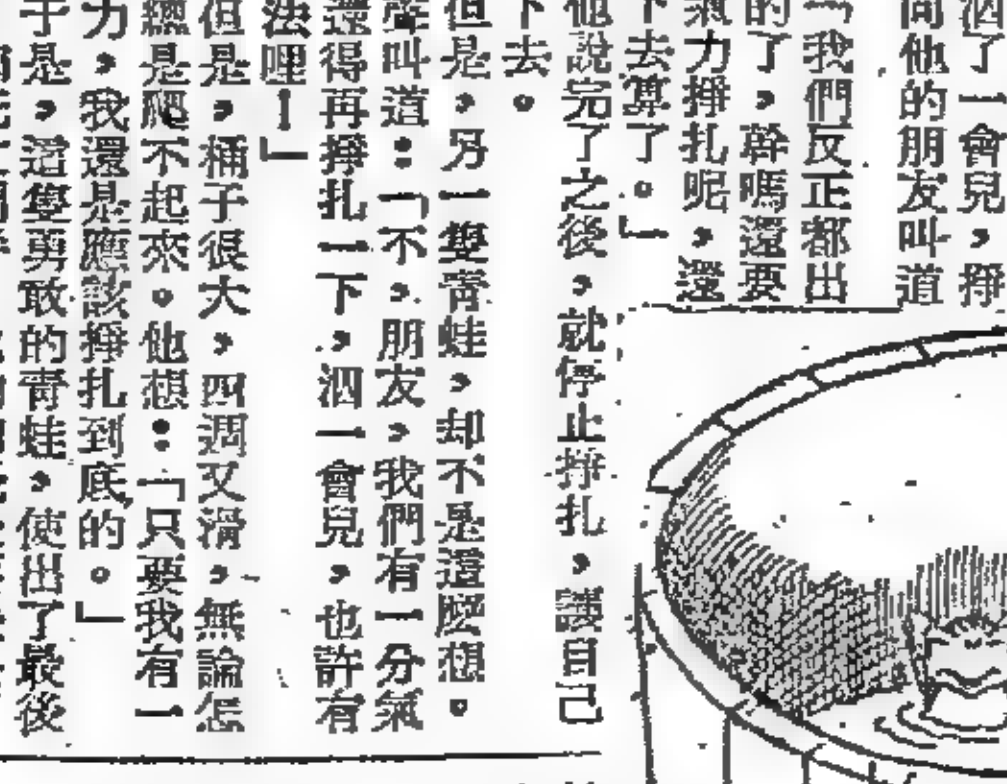 泅了一會兒，掙
向他的朋友叫道
我們反正都出
的了，幹嗎還要
氣力掙扎呢，還
下去算了。」
他說完了之後，就停止掙扎，讓自己
下去。
但是，另一隻青蛙，却不是這麽想。
聲叫道：「不，朋友，我們有一分氣
還得再掙扎一下，泅一會兒，也許有
法哩！」
但是，桶子很大，四週又滑，無論怎
總是爬不起來。他想：「只要我有一
力，我還是應該掙扎到底的。」
于是，這隻勇敢的青蛙，使出了最後